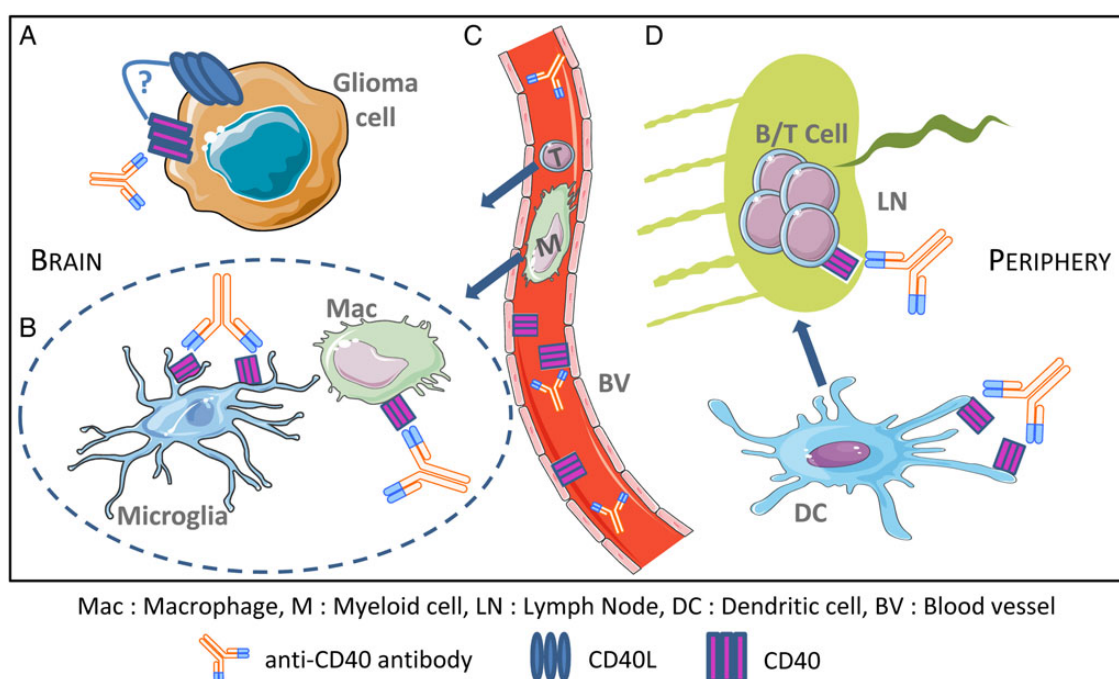 A
?
Glioma
cell
BRAIN
B
Mac
Microglia
C
T
M
BV
D
B/T Cell
LN
PERIPHERY
DC
Mac : Macrophage, M : Myeloid cell, LN : Lymph Node, DC : Dendritic cell, BV : Blood vessel
anti-CD40 antibody
CD40L
CD40